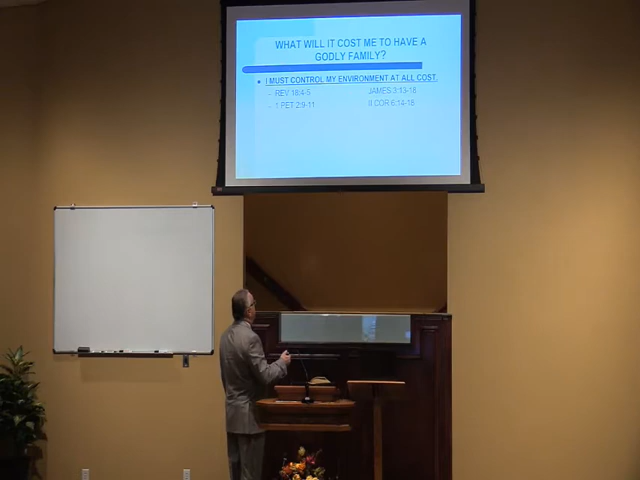 WHAT WILL IT COST ME TO HAVE A
GODLY FAMILY?
I MUST CONTROL MY ENVIRONMENT AT ALL COST.
– REV 18:4-5 JAMES 3:13-18
– 1 PET 2:9-11 II COR 6:14-18